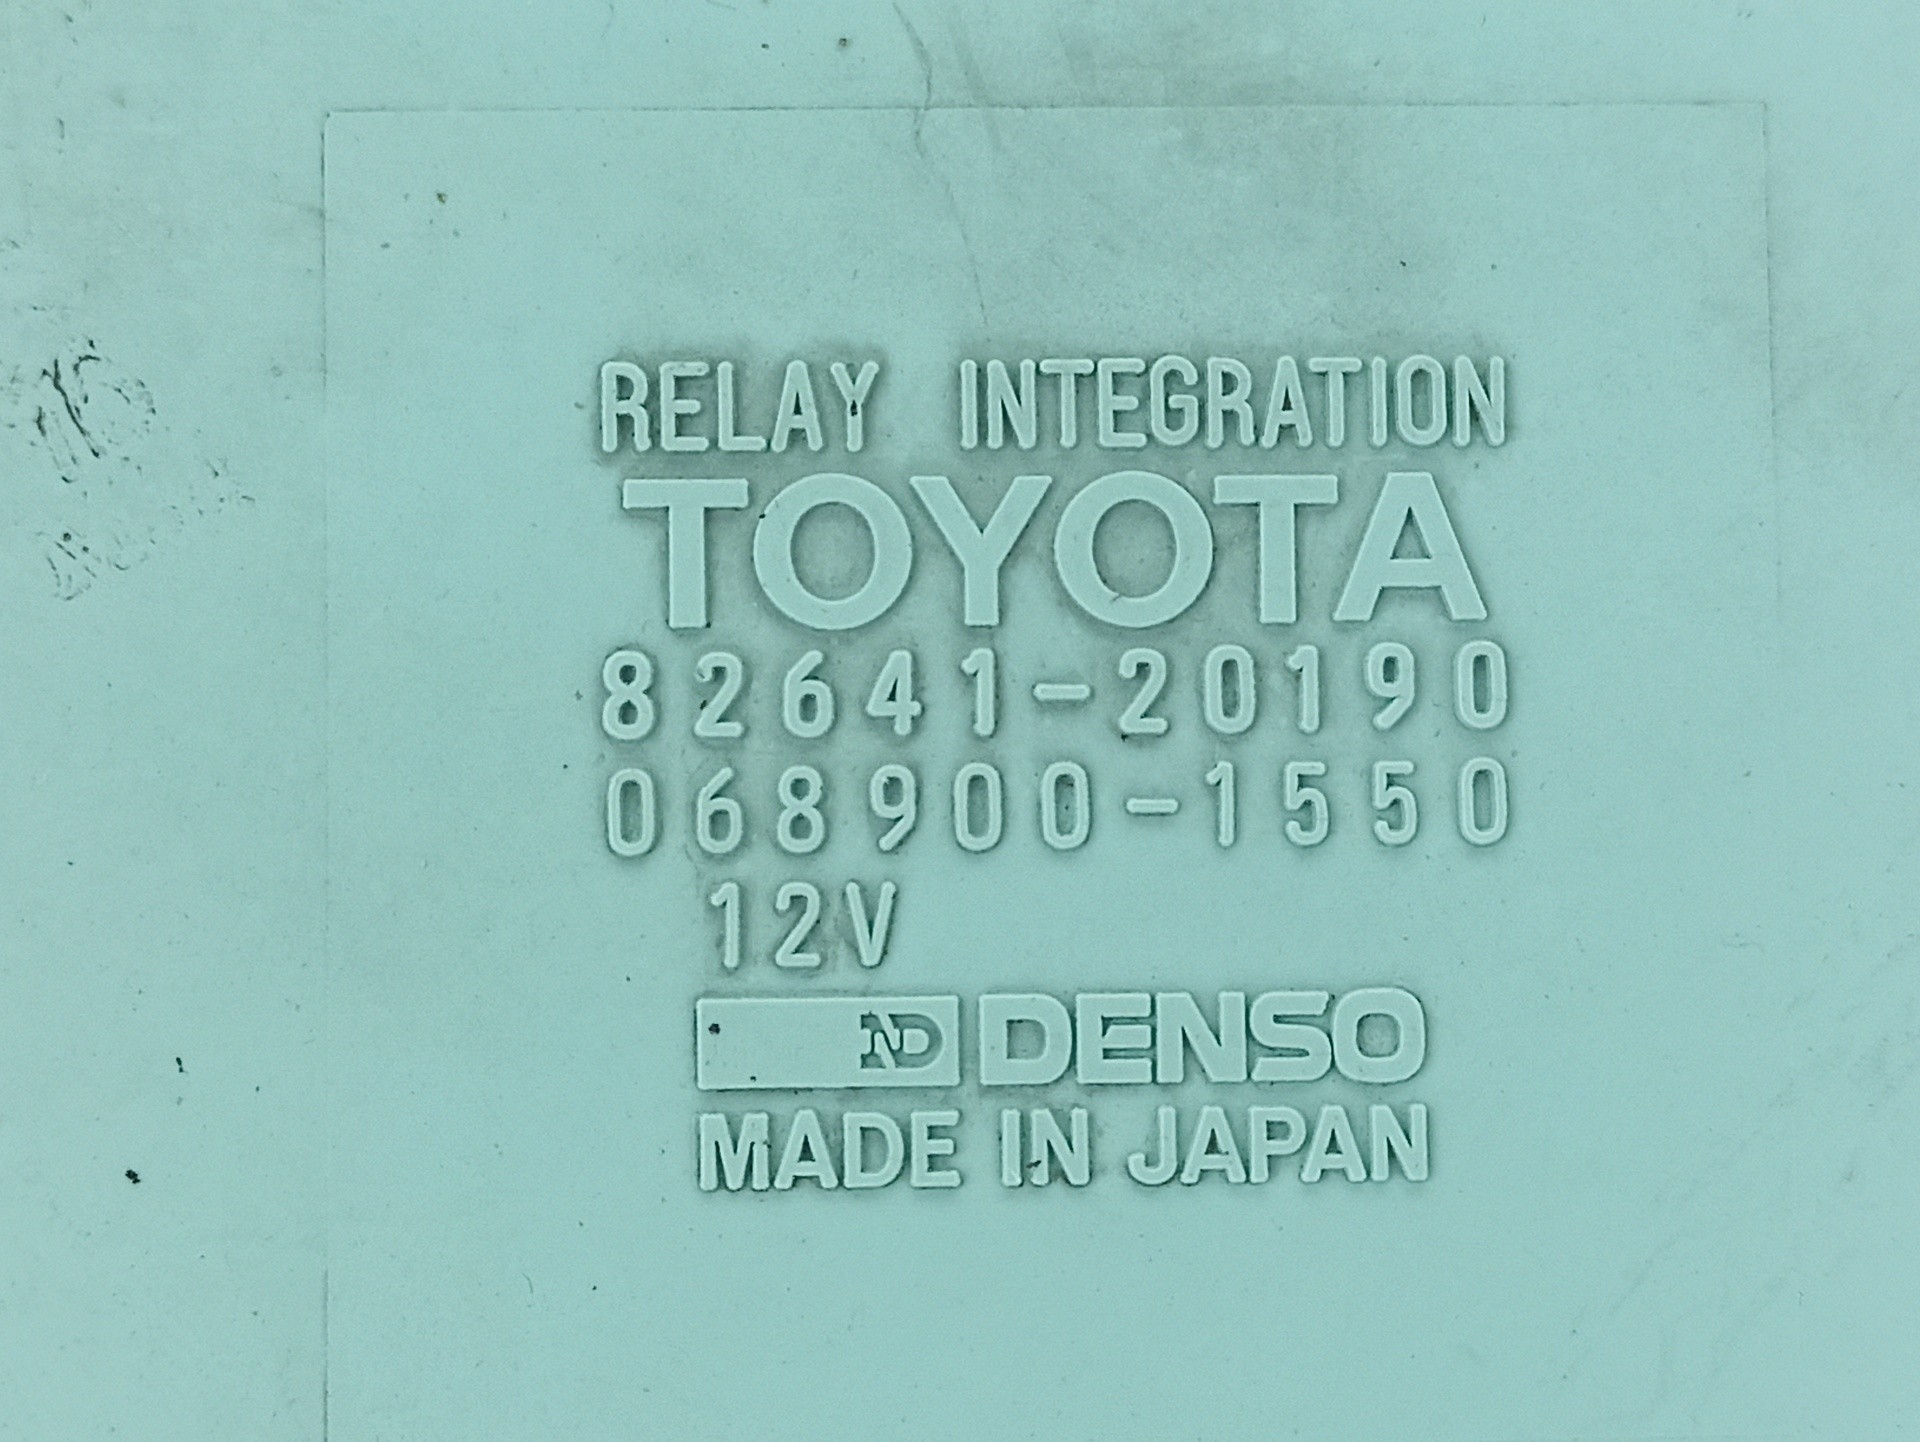 RELAY INTEGRATION
TOYOTA
82641-20190
068900-1550
12V
ND DENSO
MADE IN JAPAN